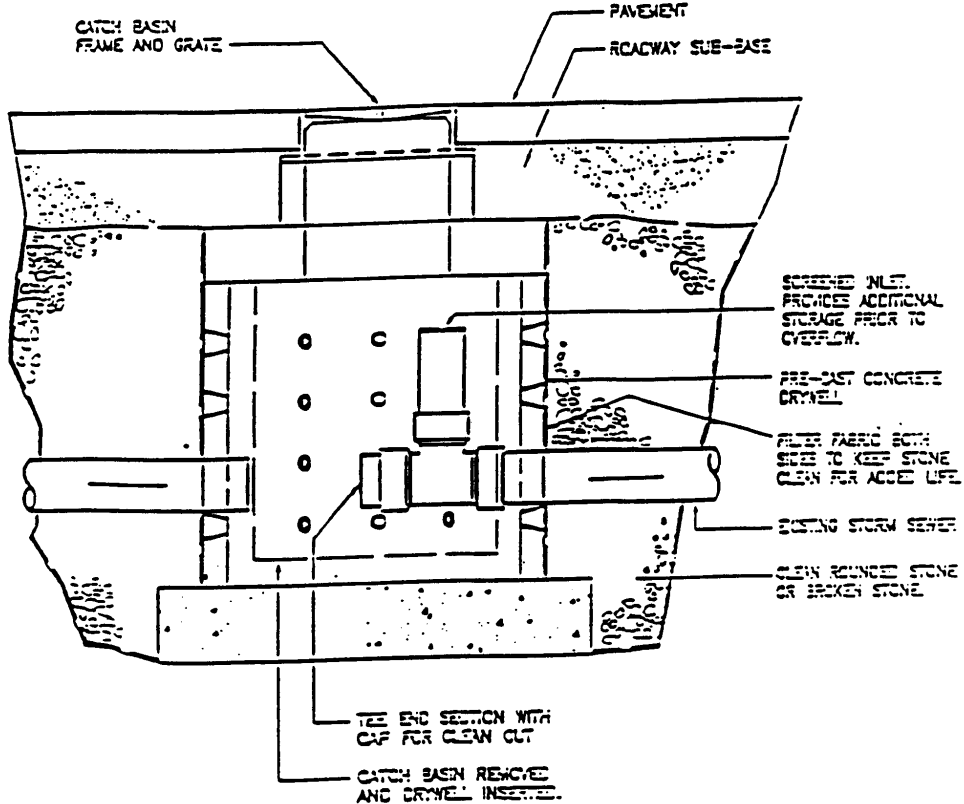 CATCH BASIN
FRAME AND GRATE
PAVEMENT
ROADWAY SUB-BASE
SCREENED INLET.
PROVIDES ADDITIONAL
STORAGE PRIOR TO
OVERFLOW.
PRE-CAST CONCRETE
DRYWELL
FILTER FABRIC BOTH
SIDES TO KEEP STONE
CLEAN FOR ADDED LIFE.
EXISTING STORM SEWER
CLEAN ROUNDED STONE
OR BROKEN STONE.
TEE END SECTION WITH
CAP FOR CLEAN OUT
CATCH BASIN REMOVED
AND DRYWELL INSERTED.